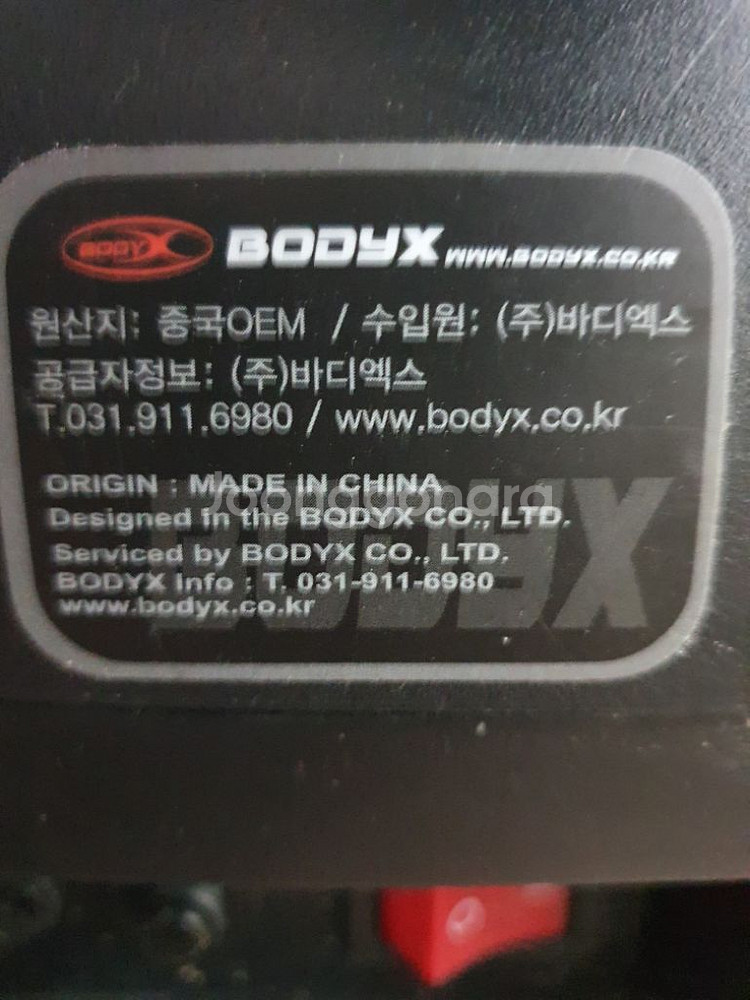 BODYX BODYX WWW.BODYX.CO.KR
원산지: 중국OEM / 수입원: (주)바디엑스
공급자정보: (주)바디엑스
T.031.911.6980 / www.bodyx.co.kr
ORIGIN : MADE IN CHINA
Joonggonara
Designed in the BODYX CO., LTD.
Serviced by BODYX CO., LTD.
BODYX Info : T. 031-911-6980
www.bodyx.co.kr
BODYX